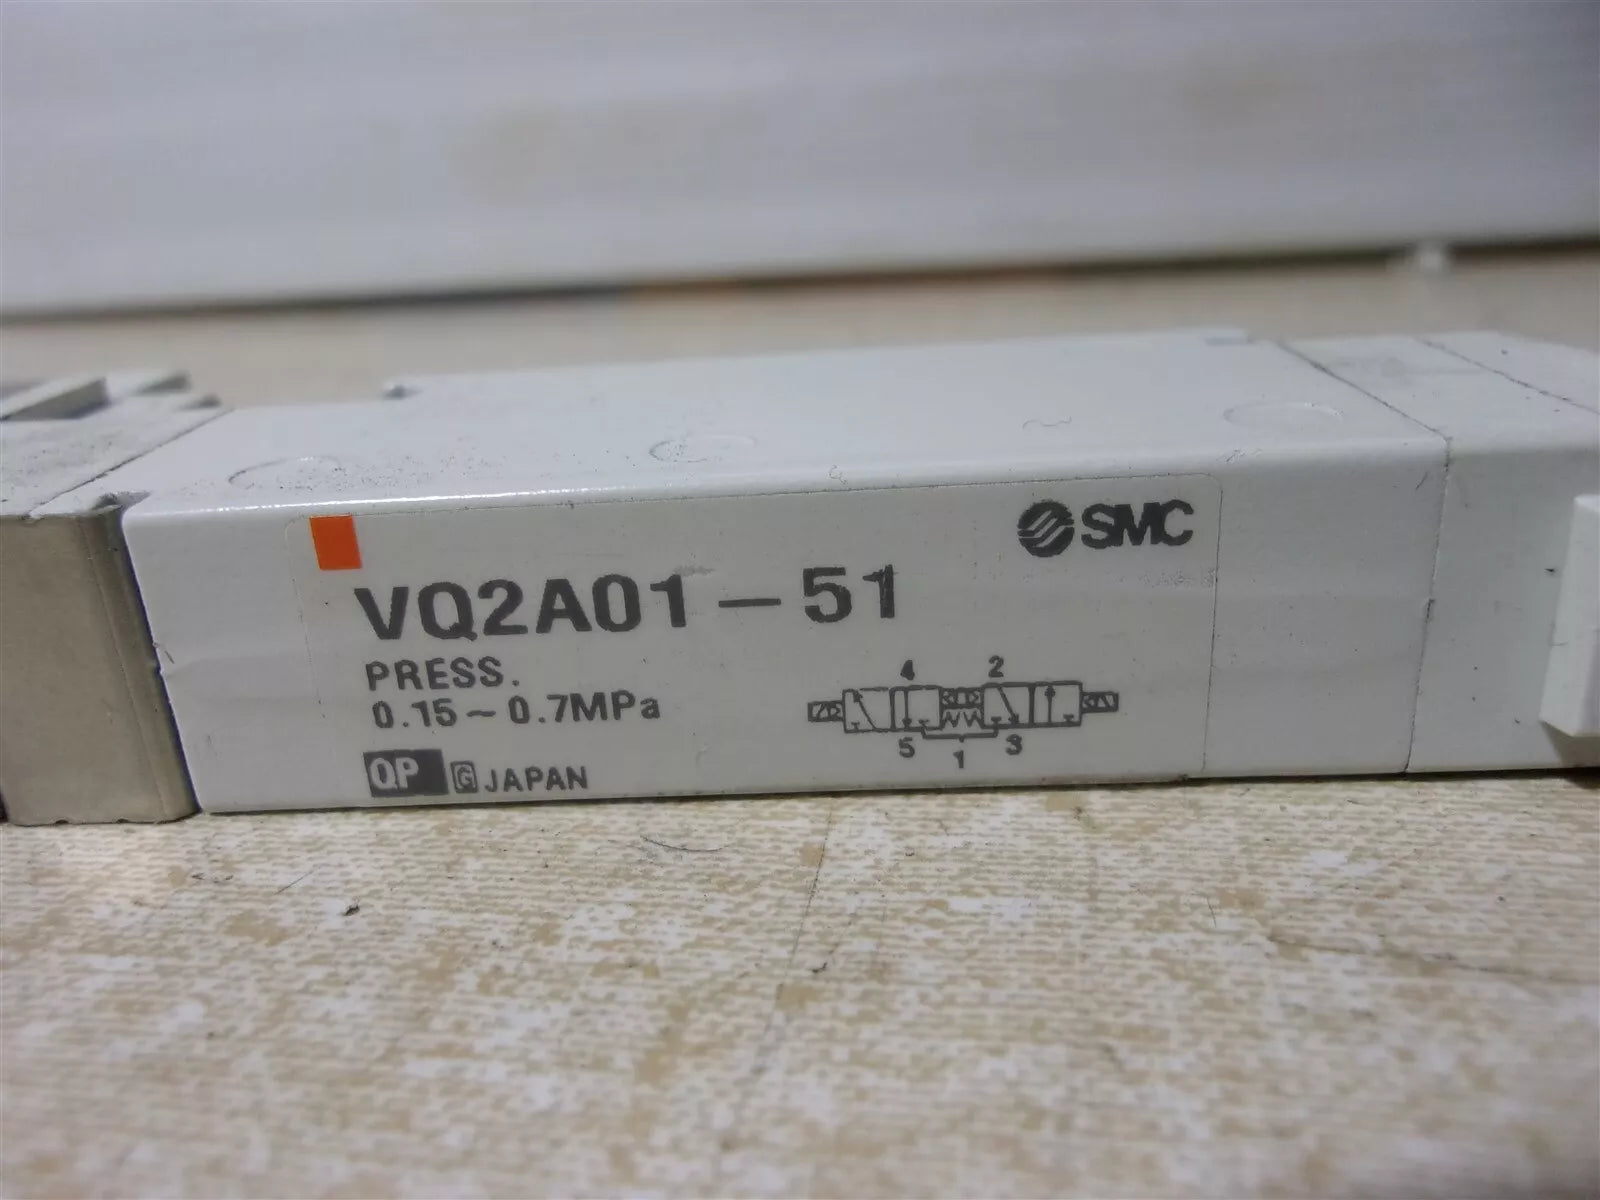 SMC
VQ2A01-51
PRESS.
0.15~0.7MPa
4 2
5 1 3
QP G JAPAN